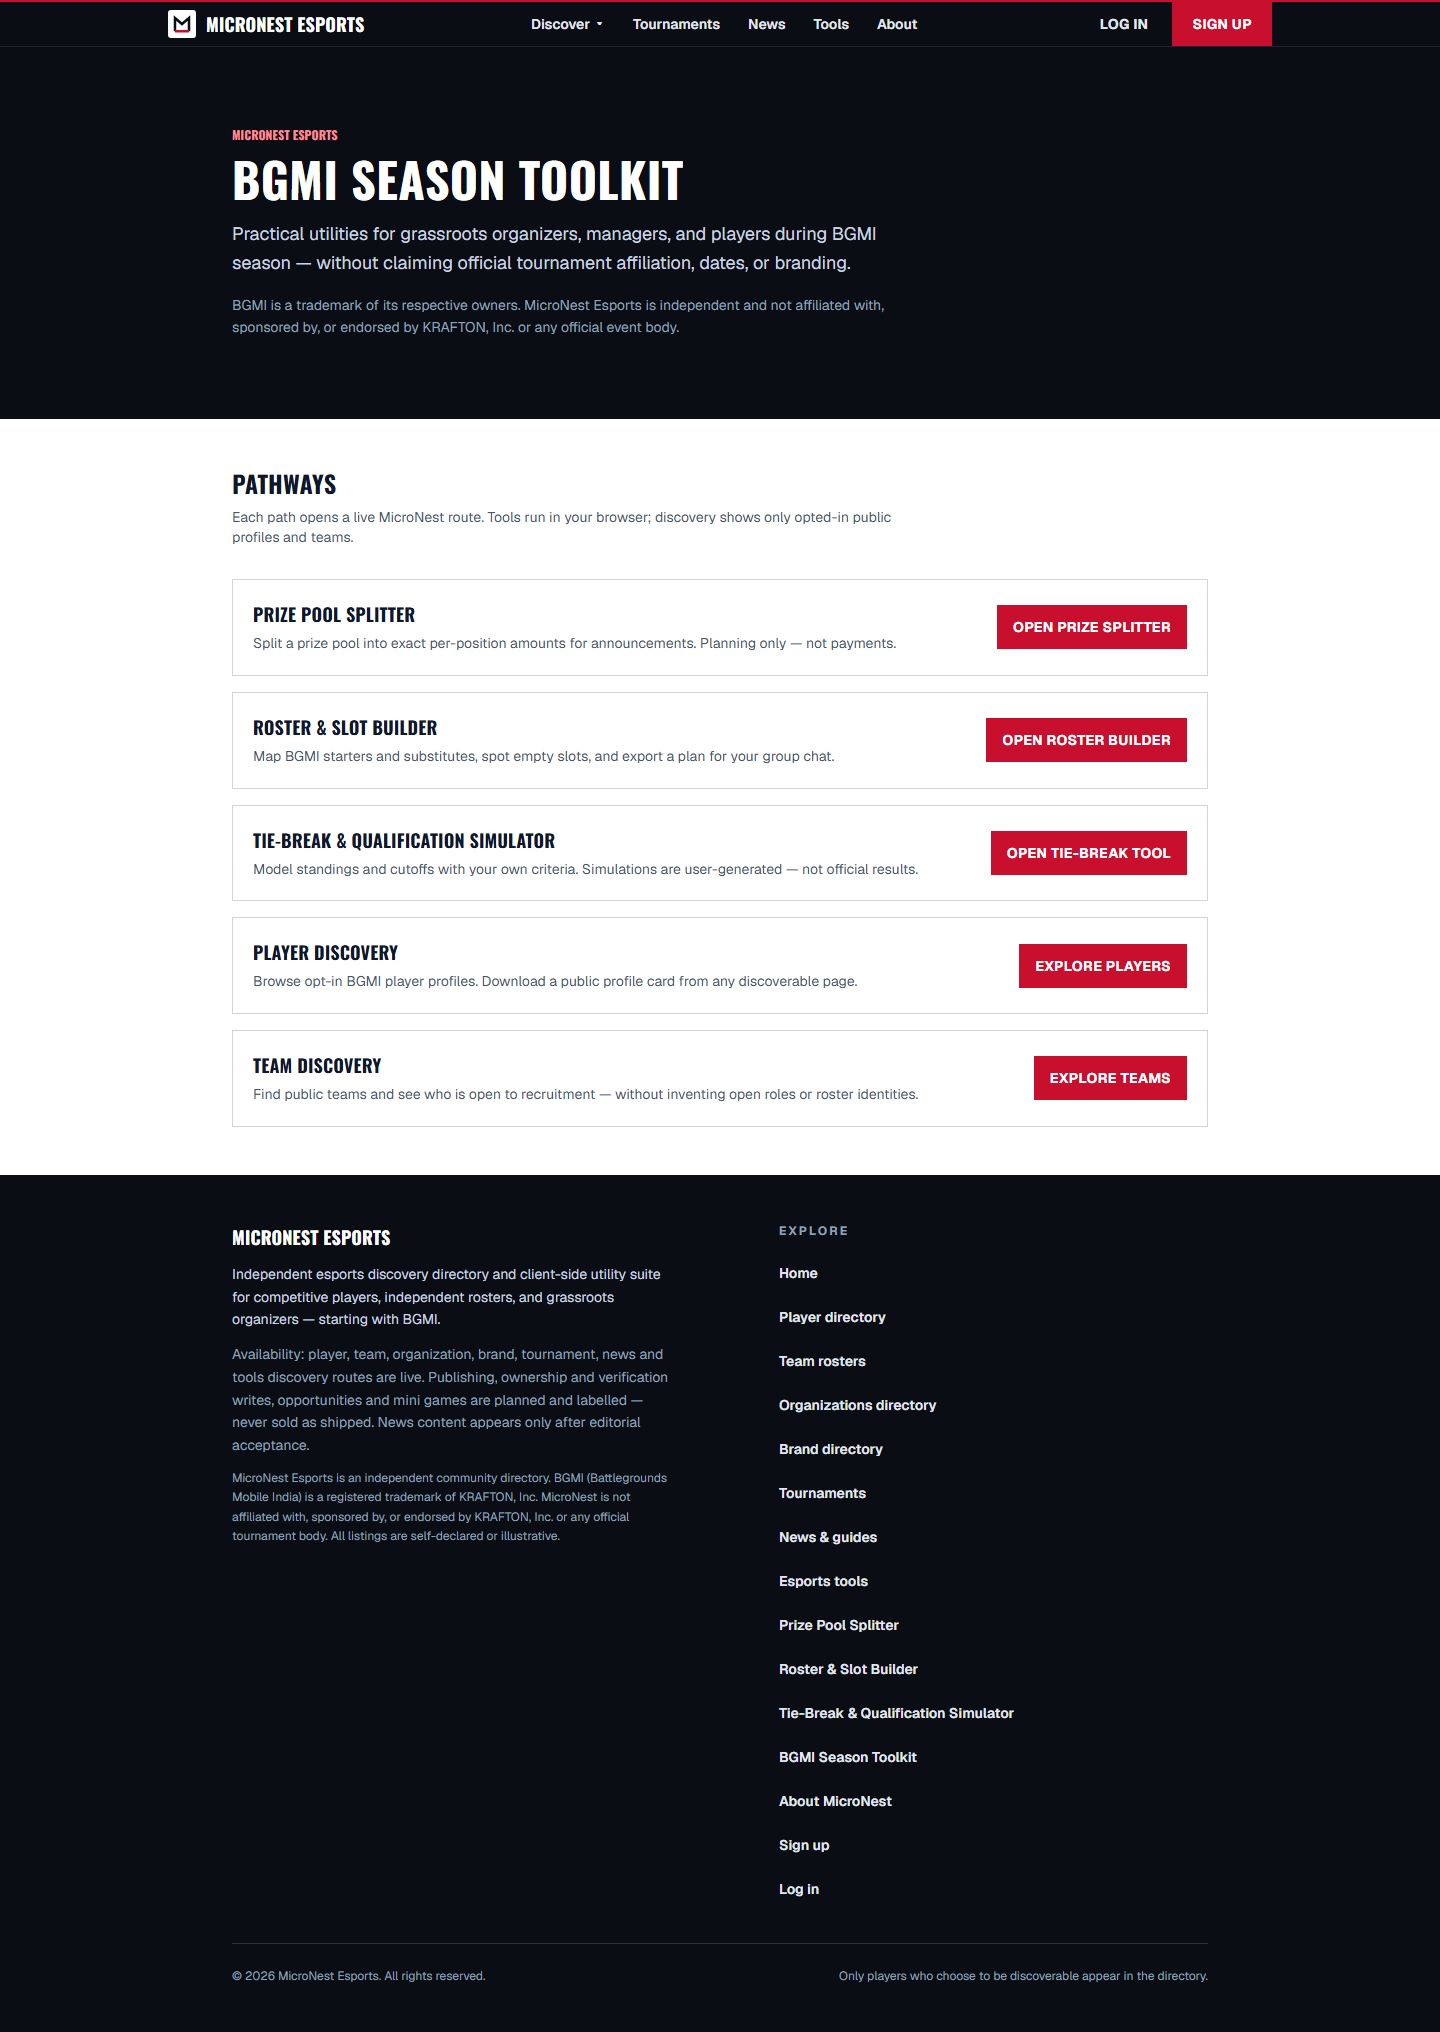 MICRONEST ESPORTS
Discover
Tournaments
News
Tools
About
LOG IN
SIGN UP
MICRONEST ESPORTS
BGMI SEASON TOOLKIT
Practical utilities for grassroots organizers, managers, and players during BGMI
season — without claiming official tournament affiliation, dates, or branding.
BGMI is a trademark of its respective owners. MicroNest Esports is independent and not affiliated with,
sponsored by, or endorsed by KRAFTON, Inc. or any official event body.
PATHWAYS
Each path opens a live MicroNest route. Tools run in your browser; discovery shows only opted-in public
profiles and teams.
PRIZE POOL SPLITTER
Split a prize pool into exact per-position amounts for announcements. Planning only — not payments.
OPEN PRIZE SPLITTER
ROSTER & SLOT BUILDER
Map BGMI starters and substitutes, spot empty slots, and export a plan for your group chat.
OPEN ROSTER BUILDER
TIE-BREAK & QUALIFICATION SIMULATOR
Model standings and cutoffs with your own criteria. Simulations are user-generated — not official results.
OPEN TIE-BREAK TOOL
PLAYER DISCOVERY
Browse opt-in BGMI player profiles. Download a public profile card from any discoverable page.
EXPLORE PLAYERS
TEAM DISCOVERY
Find public teams and see who is open to recruitment — without inventing open roles or roster identities.
EXPLORE TEAMS
MICRONEST ESPORTS
Independent esports discovery directory and client-side utility suite
for competitive players, independent rosters, and grassroots
organizers — starting with BGMI.
Availability: player, team, organization, brand, tournament, news and
tools discovery routes are live. Publishing, ownership and verification
writes, opportunities and mini games are planned and labelled —
never sold as shipped. News content appears only after editorial
acceptance.
MicroNest Esports is an independent community directory. BGMI (Battlegrounds
Mobile India) is a registered trademark of KRAFTON, Inc. MicroNest is not
affiliated with, sponsored by, or endorsed by KRAFTON, Inc. or any official
tournament body. All listings are self-declared or illustrative.
EXPLORE
Home
Player directory
Team rosters
Organizations directory
Brand directory
Tournaments
News & guides
Esports tools
Prize Pool Splitter
Roster & Slot Builder
Tie-Break & Qualification Simulator
BGMI Season Toolkit
About MicroNest
Sign up
Log in
© 2026 MicroNest Esports. All rights reserved.
Only players who choose to be discoverable appear in the directory.